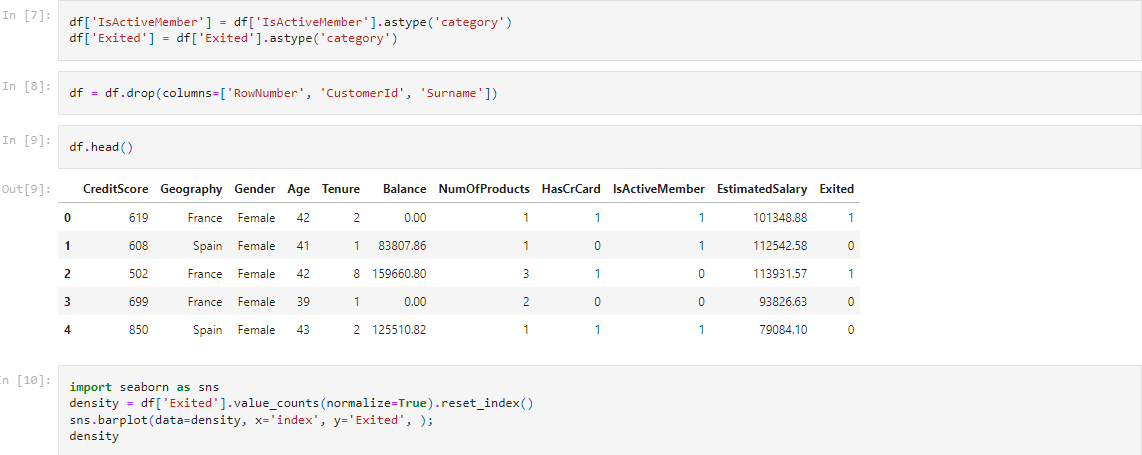 In [7]:
df['IsActiveMember'] = df['IsActiveMember'].astype('category')
df['Exited'] = df['Exited'].astype('category')
In [8]:
df = df.drop(columns=['RowNumber', 'CustomerId', 'Surname'])
In [9]:
df.head()
Out[9]:
CreditScore Geography Gender Age Tenure Balance NumOfProducts HasCrCard IsActiveMember EstimatedSalary Exited
0 619 France Female 42 2 0.00 1 1 1 101348.88 1
1 608 Spain Female 41 1 83807.86 1 0 1 112542.58 0
2 502 France Female 42 8 159660.80 3 1 0 113931.57 1
3 699 France Female 39 1 0.00 2 0 0 93826.63 0
4 850 Spain Female 43 2 125510.82 1 1 1 79084.10 0
In [10]:
import seaborn as sns
density = df['Exited'].value_counts(normalize=True).reset_index()
sns.barplot(data=density, x='index', y='Exited', );
density